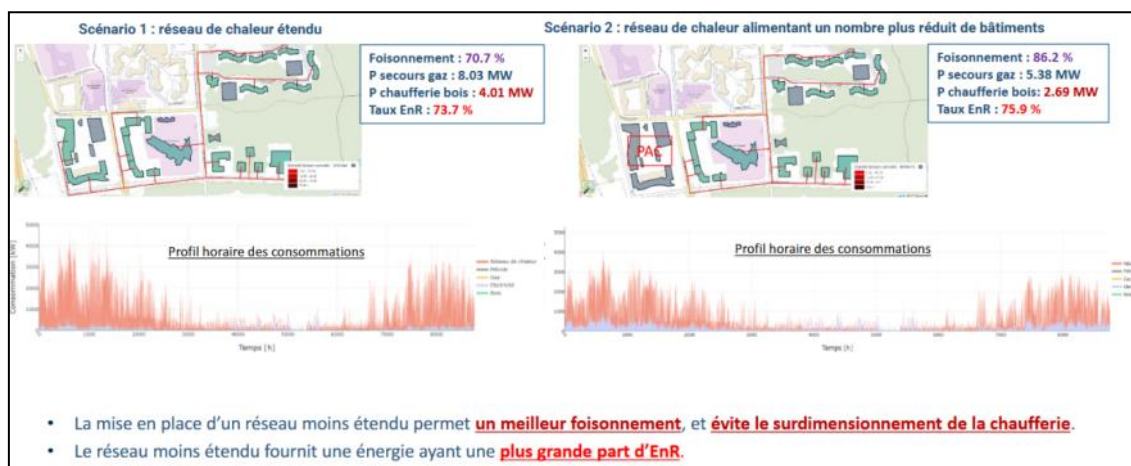 Scénario 1 : réseau de chaleur étendu
Foisonnement : 70.7 %
P secours gaz : 8.03 MW
P chaufferie bois : 4.01 MW
Taux EnR : 73.7 %
Scénario 2 : réseau de chaleur alimentant un nombre plus réduit de bâtiments
PAC
Foisonnement : 86.2 %
P secours gaz : 5.38 MW
P chaufferie bois: 2.69 MW
Taux EnR : 75.9 %
Profil horaire des consommations
Consommation [kW]
Réseau de chaleur
Gaz
Bois
Temps [h]
Profil horaire des consommations
Temps [h]
• La mise en place d'un réseau moins étendu permet un meilleur foisonnement, et évite le surdimensionnement de la chaufferie.
• Le réseau moins étendu fournit une énergie ayant une plus grande part d'EnR.